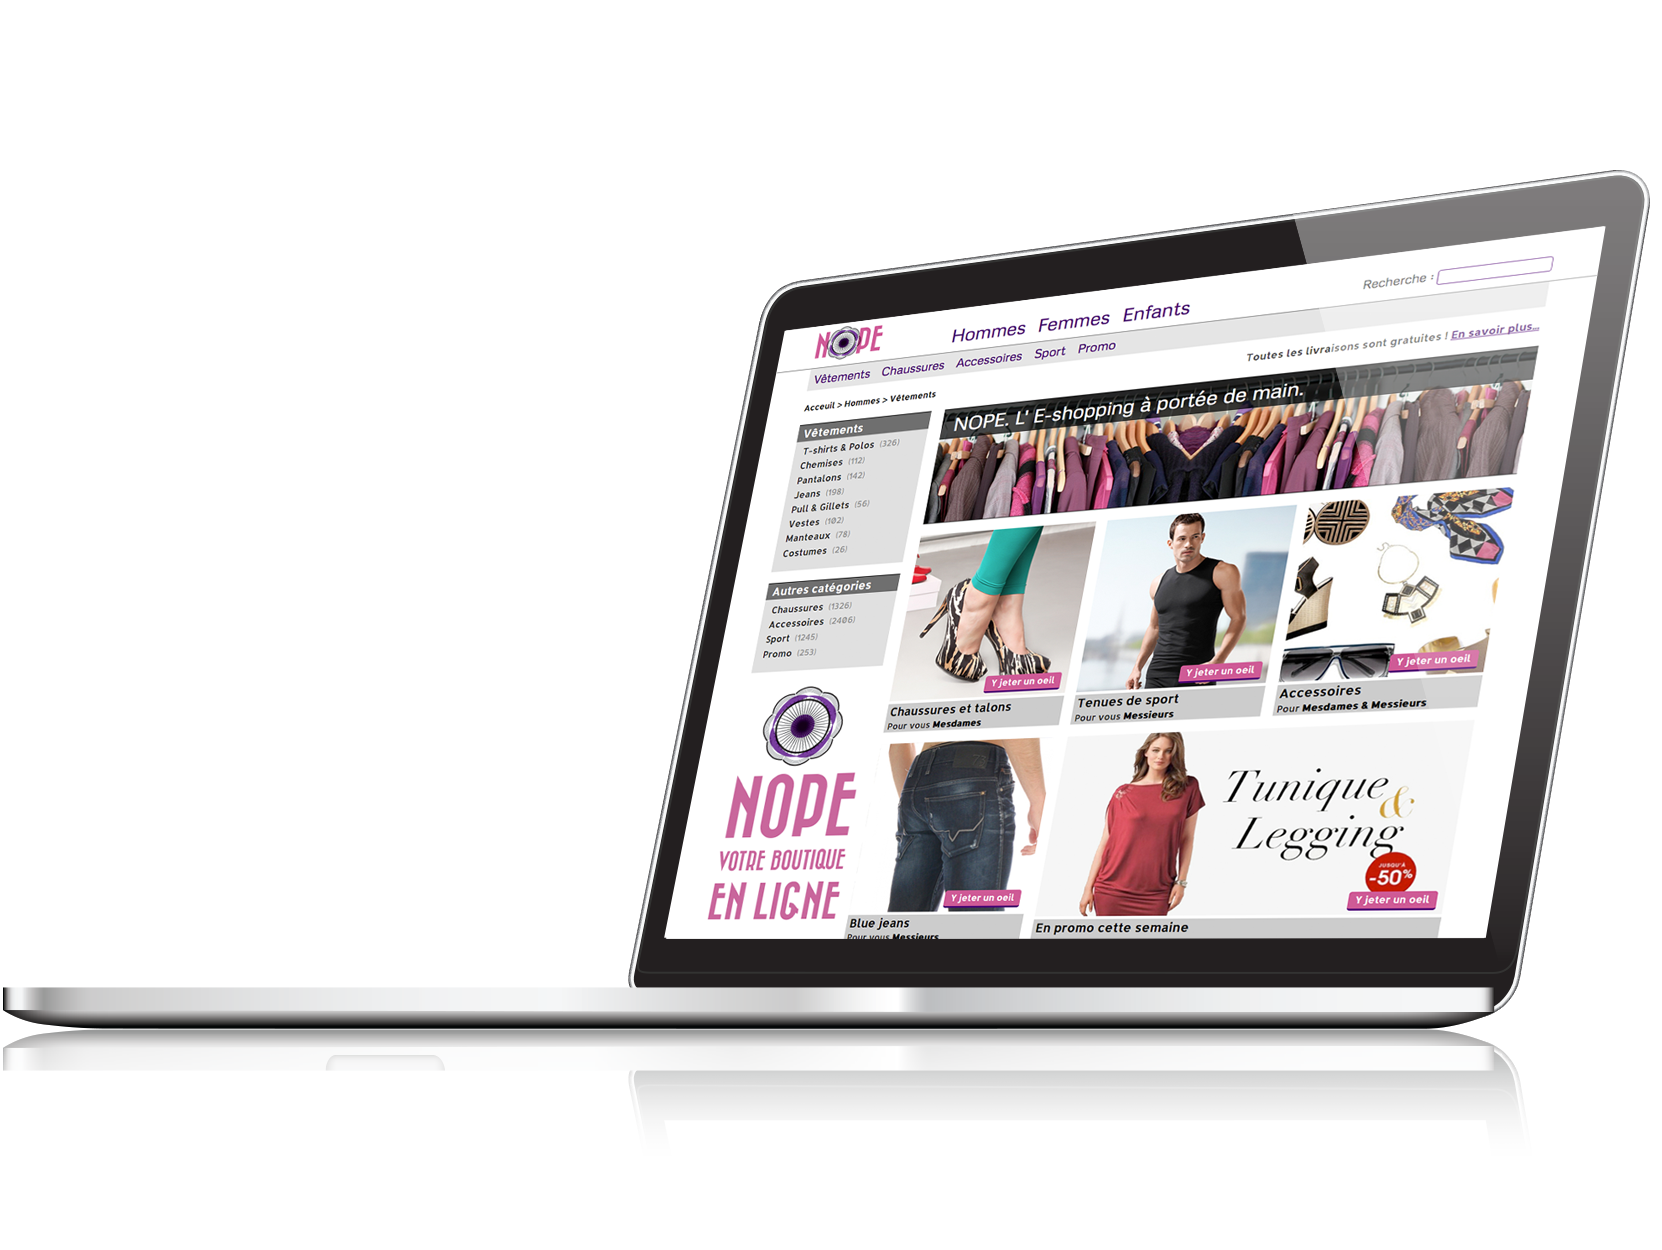 NOPE
Hommes Femmes Enfants
Recherche :
Vêtements Chaussures Accessoires Sport Promo
Toutes les livraisons sont gratuites ! En savoir plus...
Acceuil > Hommes > Vêtements
NOPE. L' E-shopping à portée de main.
Vêtements
T-shirts & Polos (326)
Chemises (112)
Pantalons (142)
Jeans (198)
Pull & Gillets (56)
Vestes (102)
Manteaux (78)
Costumes (26)
Autres catégories
Chaussures (1326)
Accessoires (2406)
Sport (1245)
Promo (253)
NOPE
VOTRE BOUTIQUE
EN LIGNE
Y jeter un oeil
Chaussures et talons
Pour vous Mesdames
Y jeter un oeil
Tenues de sport
Pour vous Messieurs
Y jeter un oeil
Accessoires
Pour Mesdames & Messieurs
Y jeter un oeil
Blue jeans
Pour vous Messieurs
Tunique
&
Legging
JUSQU'À
-50%
Y jeter un oeil
En promo cette semaine